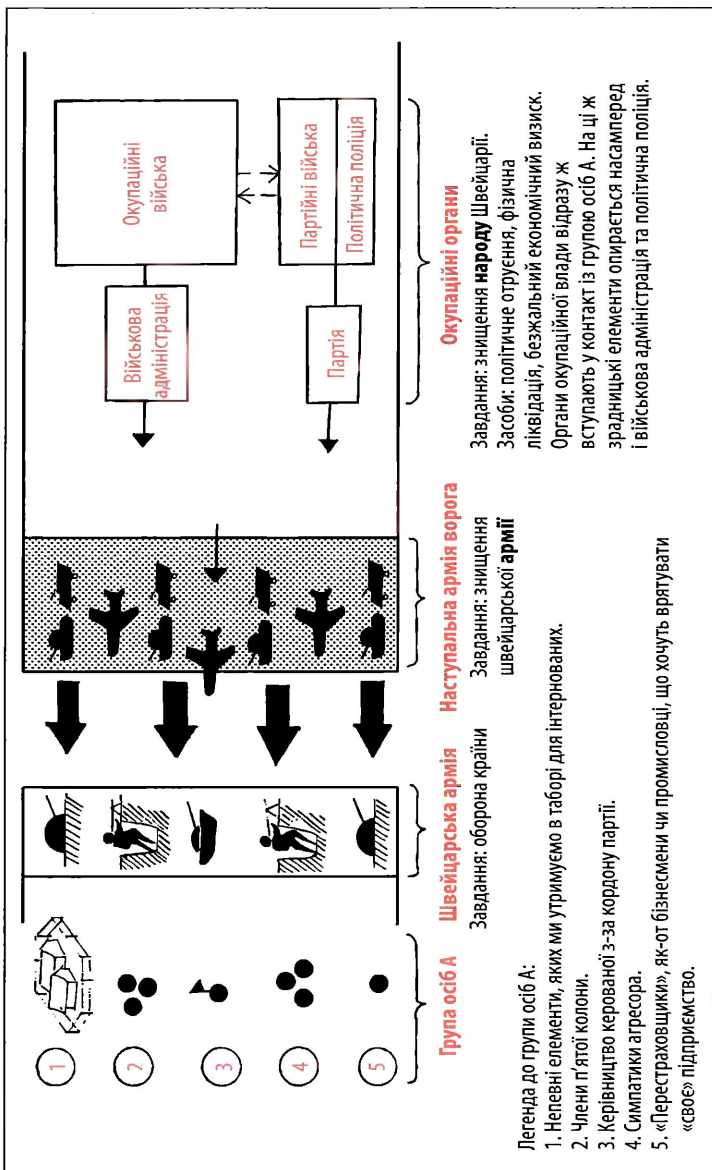 1
2
3
4
5
Група осіб А
Швейцарська армія
Завдання: оборона країни
Наступальна армія ворога
Завдання: знищення
швейцарської армії
Військова
адміністрація
Окупаційні
війська
Партія
Партійні війська
Політична поліція
Окупаційні органи
Завдання: знищення народу Швейцарії.
Засоби: політичне отруєння, фізична
ліквідація, безжальний економічний визиск.
Органи окупаційної влади відразу ж
вступають у контакт із групою осіб А. На ці ж
зрадницькі елементи опирається насамперед
і військова адміністрація та політична поліція.
Легенда до групи осіб А:
1. Непевні елементи, яких ми утримуємо в таборі для інтернованих.
2. Члени п’ятої колони.
3. Керівництво керованої з-за кордону партії.
4. Симпатики агресора.
5. «Перестраховщики», як-от бізнесмени чи промисловці, що хочуть врятувати
«своє» підприємство.